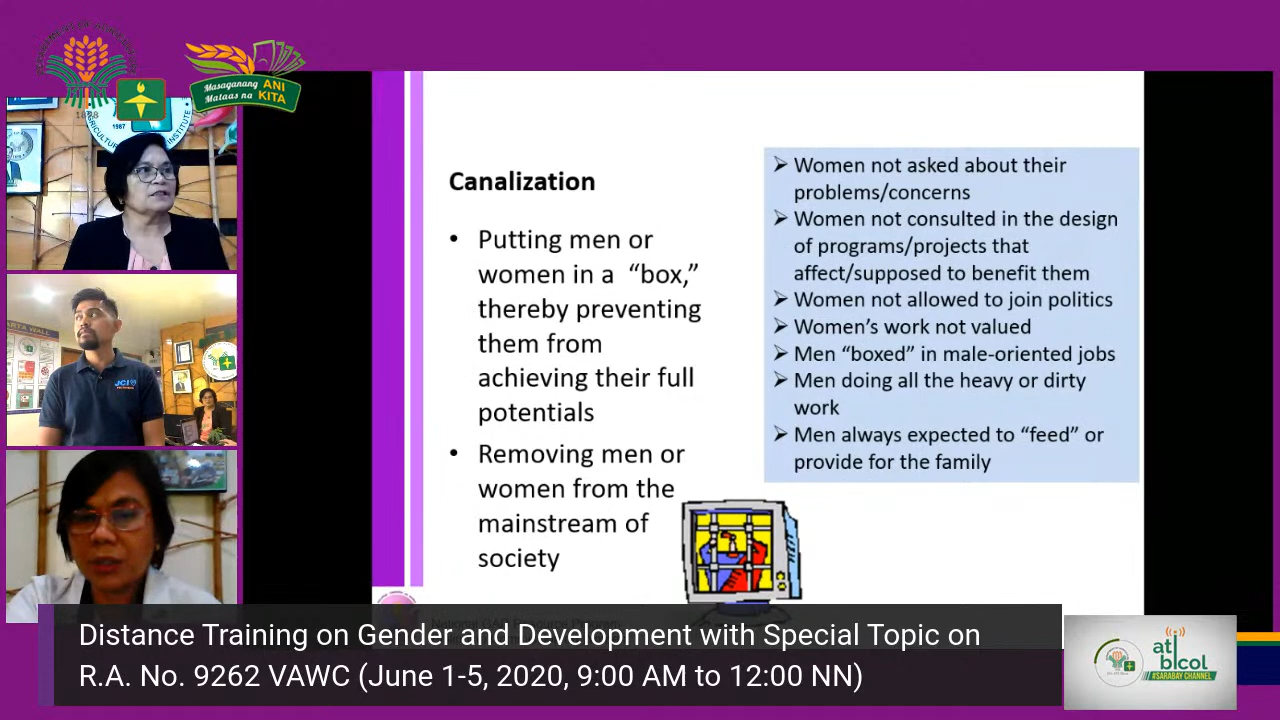 1898
1987
Masaganang ANI
Mataas na KITA
Canalization
• Putting men or
women in a “box,”
thereby preventing
them from
achieving their full
potentials
• Removing men or
women from the
mainstream of
society
➢ Women not asked about their
problems/concerns
➢ Women not consulted in the design
of programs/projects that
affect/supposed to benefit them
➢ Women not allowed to join politics
➢ Women’s work not valued
➢ Men “boxed” in male-oriented jobs
➢ Men doing all the heavy or dirty
work
➢ Men always expected to “feed” or
provide for the family
JCI
Distance Training on Gender and Development with Special Topic on
R.A. No. 9262 VAWC (June 1-5, 2020, 9:00 AM to 12:00 NN)
ati
bicol
#SARABAY CHANNEL